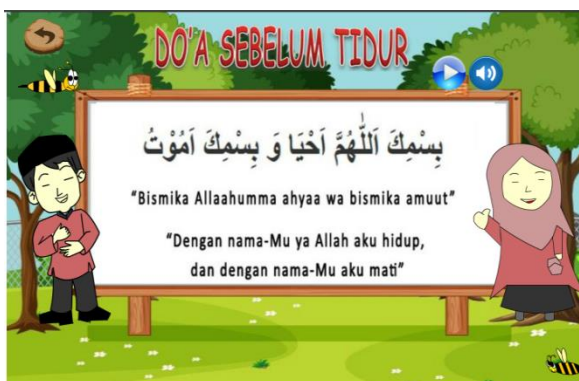 DO'A SEBELUM TIDUR
بِسْمِكَ اَللّٰهُمَّ اَحْيَا وَ بِسْمِكَ اَمُوْتُ
“Bismika Allaahumma ahyaa wa bismika amuut”
“Dengan nama-Mu ya Allah aku hidup,
dan dengan nama-Mu aku mati”